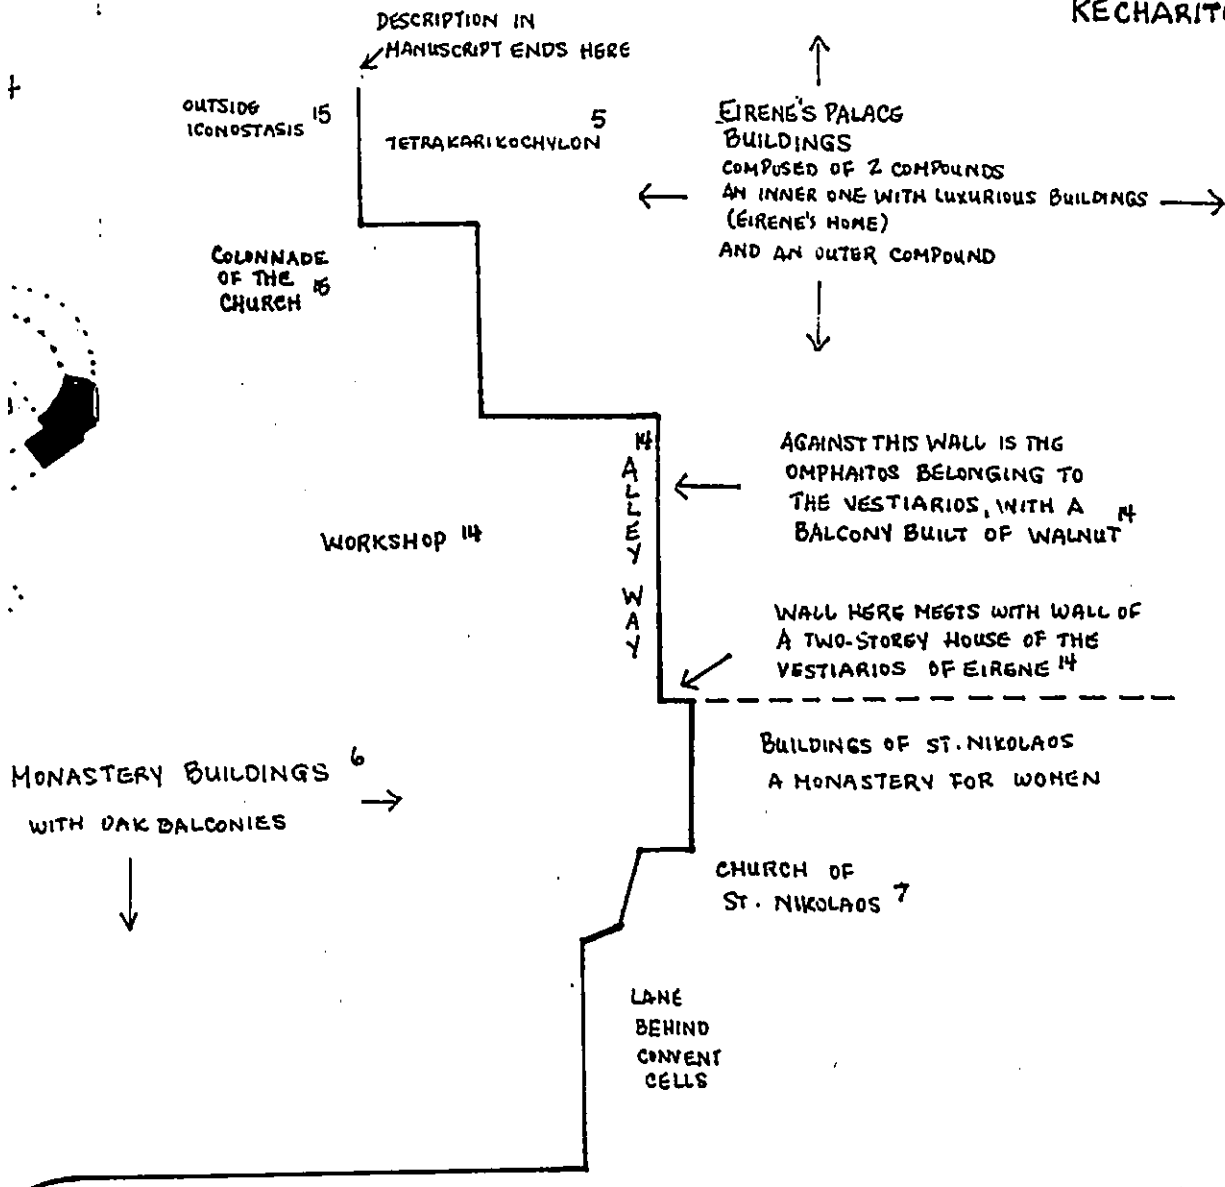 KECHARIT
DESCRIPTION IN
MANUSCRIPT ENDS HERE
OUTSIDE 15
ICONOSTASIS
TETRAKARIKOCHYLON 5
EIRENE'S PALACE
BUILDINGS
COMPOSED OF 2 COMPOUNDS
AN INNER ONE WITH LUXURIOUS BUILDINGS
(EIRENE'S HOME)
AND AN OUTER COMPOUND
COLONNADE
OF THE
CHURCH 15
14
ALLEY WAY
AGAINST THIS WALL IS THE
OMPHAITOS BELONGING TO
THE VESTIARIOS, WITH A
BALCONY BUILT OF WALNUT 14
WORKSHOP 14
WALL HERE MEETS WITH WALL OF
A TWO-STOREY HOUSE OF THE
VESTIARIOS OF EIRENE 14
BUILDINGS OF ST. NIKOLAOS
A MONASTERY FOR WOMEN
MONASTERY BUILDINGS 6
WITH OAK BALCONIES
CHURCH OF
ST. NIKOLAOS 7
LANE
BEHIND
CONVENT
CELLS